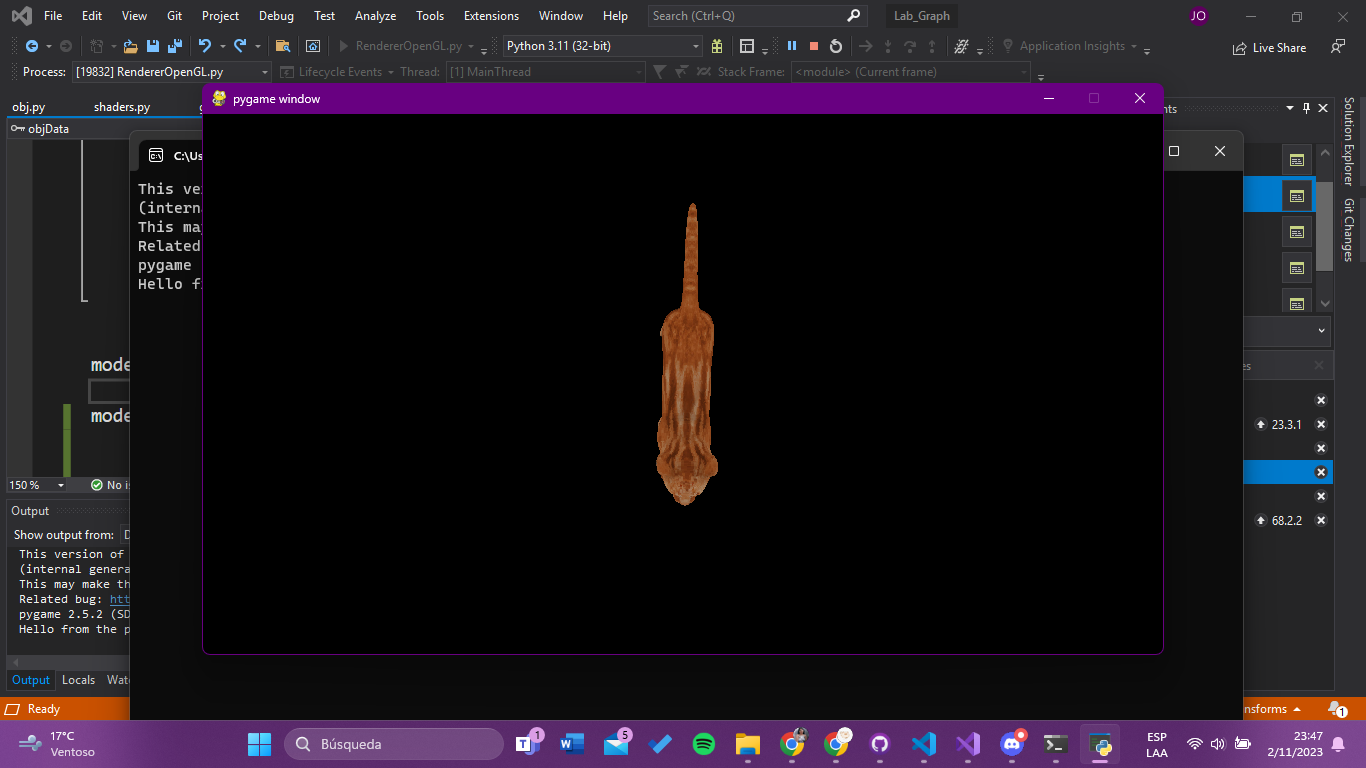 File Edit View Git Project Debug Test Analyze Tools Extensions Window Help Search (Ctrl+Q) Lab_Graph JO
RendererOpenGL.py Python 3.11 (32-bit) Application Insights Live Share
Process: [19832] RendererOpenGL.py Lifecycle Events Thread: [1] MainThread Stack Frame: <module> (Current frame)
pygame window
obj.py shaders.py
objData
C:\Us
This ve
(intern
This ma
Related
pygame
Hello f
mode
mode
23.3.1
68.2.2
150 % No is
Output
Show output from: D
This version of
(internal genera
This may make th
Related bug: htt
pygame 2.5.2 (SD
Hello from the p
Output Locals Wat
Ready
nsforms
1
Solution Explorer
Git Changes
17°C
Ventoso
Búsqueda
1
5
ESP
LAA
23:47
2/11/2023